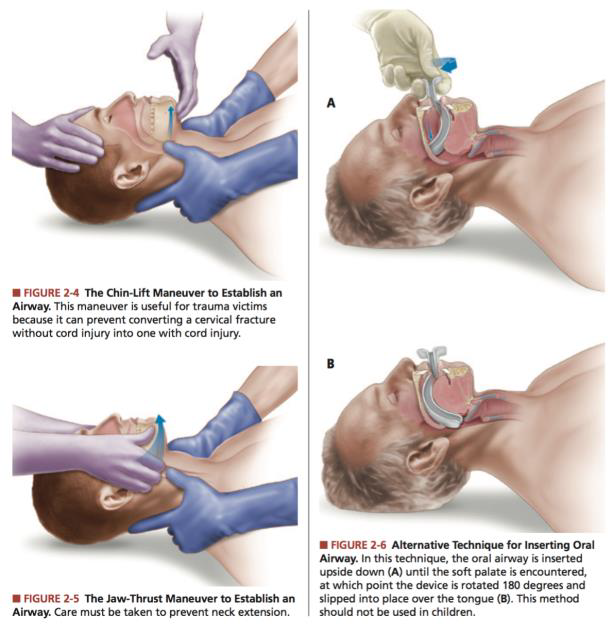 ■ FIGURE 2-4 The Chin-Lift Maneuver to Establish an
Airway. This maneuver is useful for trauma victims
because it can prevent converting a cervical fracture
without cord injury into one with cord injury.
■ FIGURE 2-5 The Jaw-Thrust Maneuver to Establish an
Airway. Care must be taken to prevent neck extension.
A
B
■ FIGURE 2-6 Alternative Technique for Inserting Oral
Airway. In this technique, the oral airway is inserted
upside down (A) until the soft palate is encountered,
at which point the device is rotated 180 degrees and
slipped into place over the tongue (B). This method
should not be used in children.